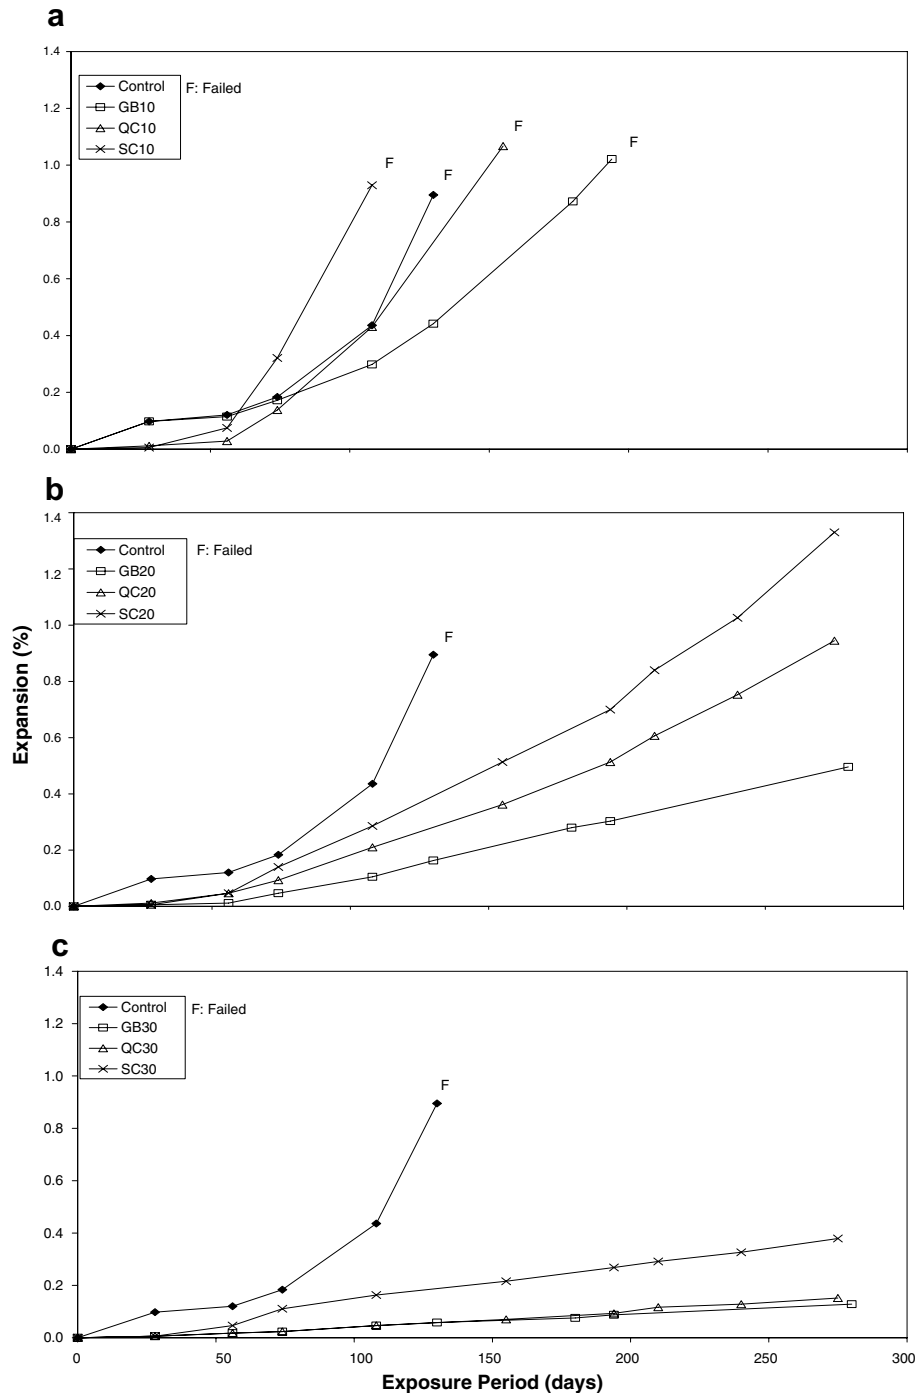 a
1.4
Control
F: Failed
GB10
1.2
QC10
F
SC10
F
F
1.0
F
0.8
0.6
0.4
0.2
0.0
b
1.4
Control
F: Failed
GB20
1.2
QC20
SC20
1.0
F
0.8
0.6
0.4
0.2
0.0
Expansion (%)
c
1.4
Control
F: Failed
GB30
1.2
QC30
SC30
1.0
F
0.8
0.6
0.4
0.2
0.0
0 50 100 150 200 250 300
Exposure Period (days)